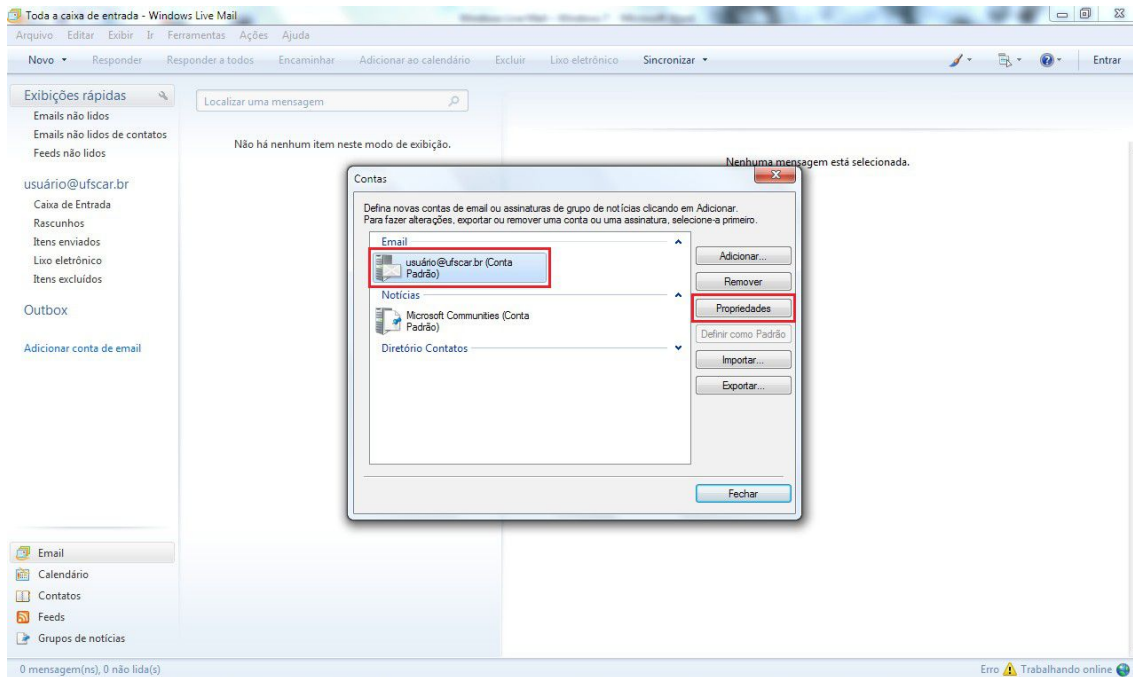 Toda a caixa de entrada - Windows Live Mail
Arquivo Editar Exibir Ir Ferramentas Ações Ajuda
Novo Responder Responder a todos Encaminhar Adicionar ao calendário Excluir Lixo eletrônico Sincronizar Entrar
Exibições rápidas
Emails não lidos
Emails não lidos de contatos
Feeds não lidos
usuário@ufscar.br
Caixa de Entrada
Rascunhos
Itens enviados
Lixo eletrônico
Itens excluídos
Outbox
Adicionar conta de email
Localizar uma mensagem
Não há nenhum item neste modo de exibição.
Nenhuma mensagem está selecionada.
Contas
Defina novas contas de email ou assinaturas de grupo de notícias clicando em Adicionar.
Para fazer alterações, exportar ou remover uma conta ou uma assinatura, selecione-a primeiro.
Email
usuário@ufscar.br (Conta
Padrão)
Notícias
Microsoft Communities (Conta
Padrão)
Diretório Contatos
Adicionar...
Remover
Propriedades
Definir como Padrão
Importar...
Exportar...
Fechar
Email
Calendário
Contatos
Feeds
Grupos de notícias
0 mensagem(ns), 0 não lida(s)
Erro Trabalhando online